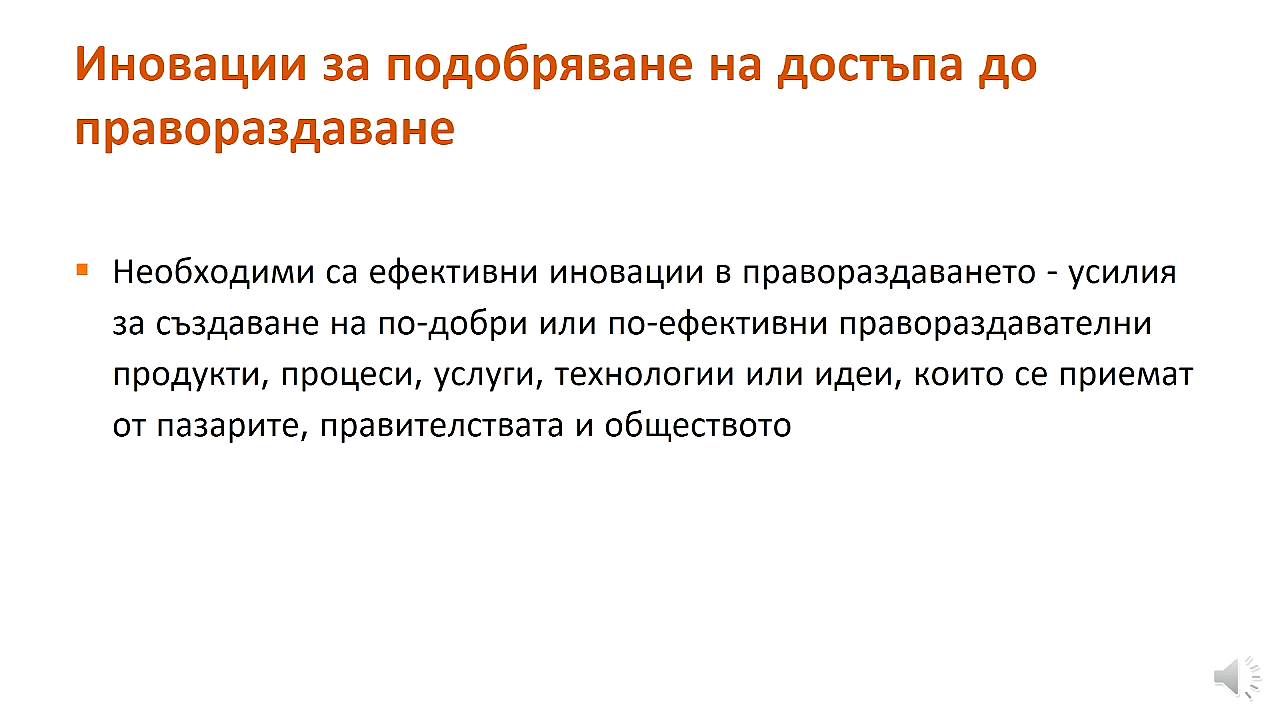 Иновации за подобряване на достъпа до
правораздаване
▪ Необходими са ефективни иновации в правораздаването - усилия
за създаване на по-добри или по-ефективни правораздавателни
продукти, процеси, услуги, технологии или идеи, които се приемат
от пазарите, правителствата и обществото